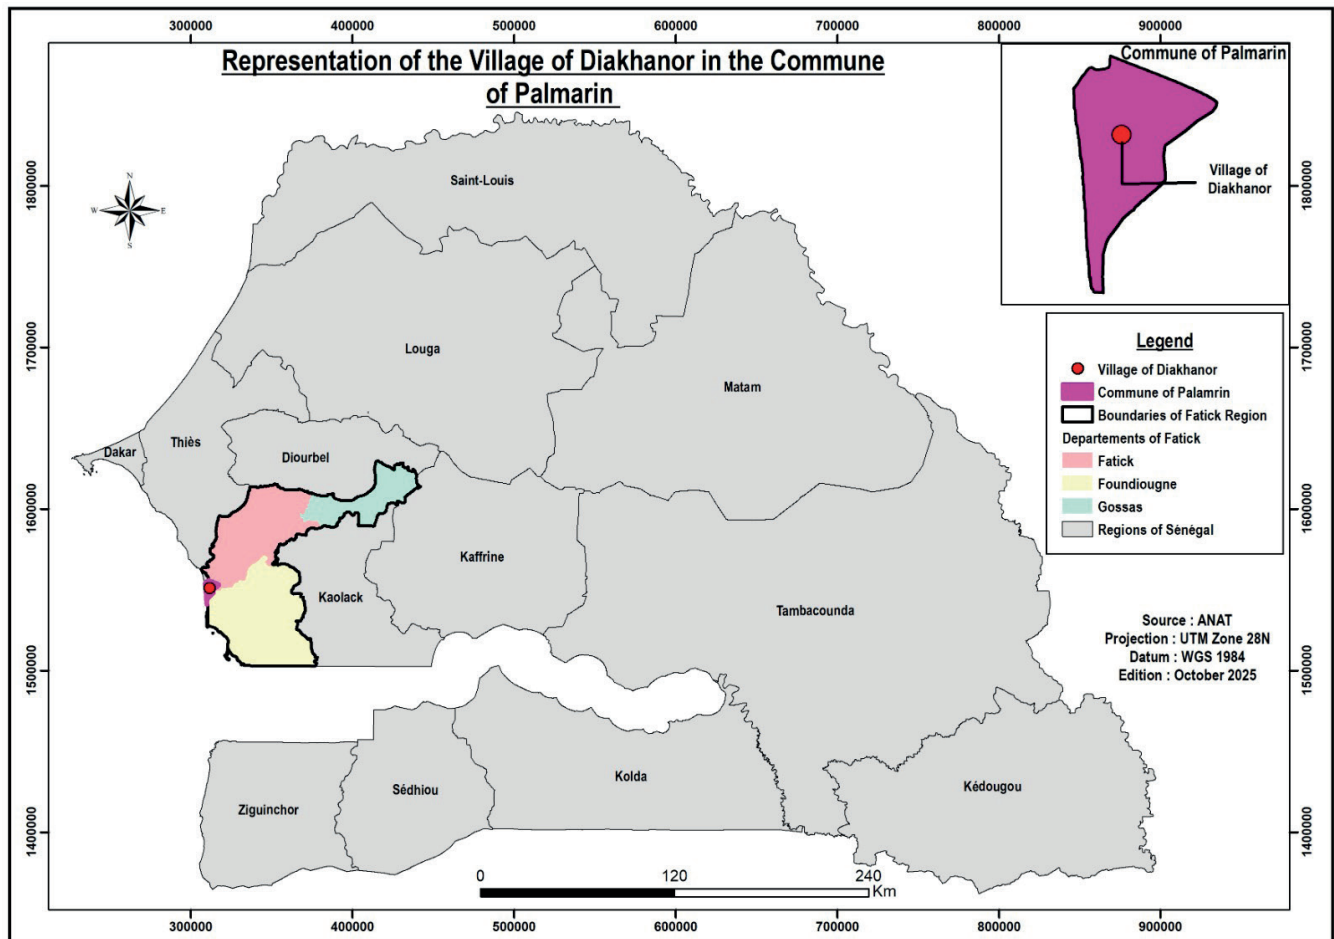 300000 400000 500000 600000 700000 800000 900000
Representation of the Village of Diakhanor in the Commune
of Palmarin
Commune of Palmarin
Village of
Diakhanor
N
W E
S
1800000
1700000
1600000
1500000
1400000
Saint-Louis
Louga
Matam
Thiès
Dakar
Diourbel
Kaffrine
Kaolack
Tambacounda
Kolda
Sédhiou
Ziguinchor
Kédougou
1800000
1700000
1600000
1500000
1400000
Legend
Village of Diakhanor
Commune of Palamrin
Boundaries of Fatick Region
Departements of Fatick
Fatick
Foundiougne
Gossas
Regions of Sénégal
Source : ANAT
Projection : UTM Zone 28N
Datum : WGS 1984
Edition : October 2025
0 120 240
Km
300000 400000 500000 600000 700000 800000 900000